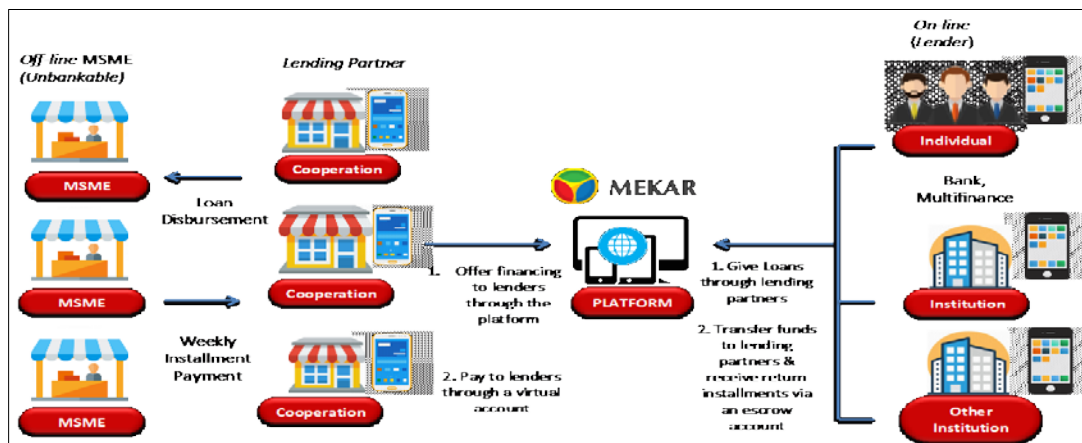 Off line MSME
(Unbankable)
MSME
MSME
MSME
Loan
Disbursement
Weekly
Installment
Payment
Lending Partner
Cooperation
Cooperation
Cooperation
1. Offer financing
to lenders
through the
platform
2. Pay to lenders
through a virtual
account
MEKAR
PLATFORM
1. Give Loans
through lending
partners
2. Transfer funds
to lending
partners &
receive return
installments via
an escrow
account
On line
(Lender)
Individual
Bank,
Multifinance
Institution
Other
Institution